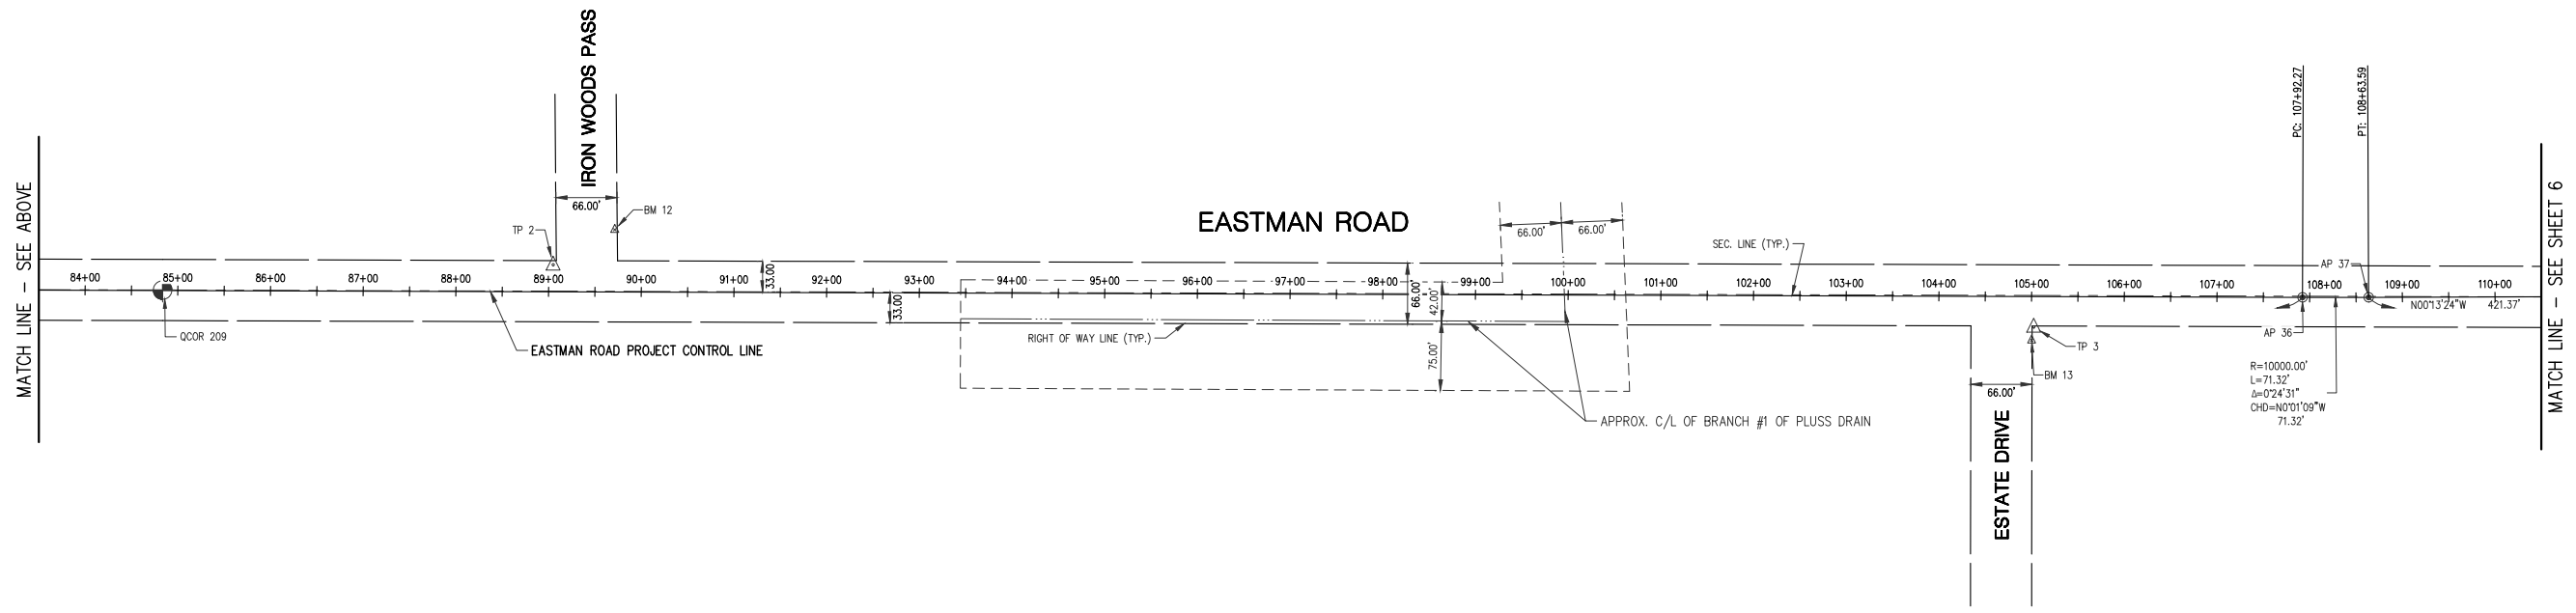 MATCH LINE - SEE ABOVE
IRON WOODS PASS
66.00'
TP 2
BM 12
EASTMAN ROAD
66.00'
66.00'
SEC. LINE (TYP.)
PC: 107+92.27
PT: 108+63.59
AP 37
84+00 85+00 86+00 87+00 88+00 89+00 90+00 91+00 92+00 93+00 94+00 95+00 96+00 97+00 98+00 99+00 100+00 101+00 102+00 103+00 104+00 105+00 106+00 107+00 108+00 109+00 110+00
33.00
33.00
66.00'
42.00'
75.00'
N00°13'24"W 421.37'
QCOR 209
EASTMAN ROAD PROJECT CONTROL LINE
RIGHT OF WAY LINE (TYP.)
AP 36
TP 3
BM 13
66.00'
R=10000.00'
L=71.32'
Δ=0°24'31"
CHD=N0°01'09"W
71.32'
APPROX. C/L OF BRANCH #1 OF PLUSS DRAIN
ESTATE DRIVE
MATCH LINE - SEE SHEET 6